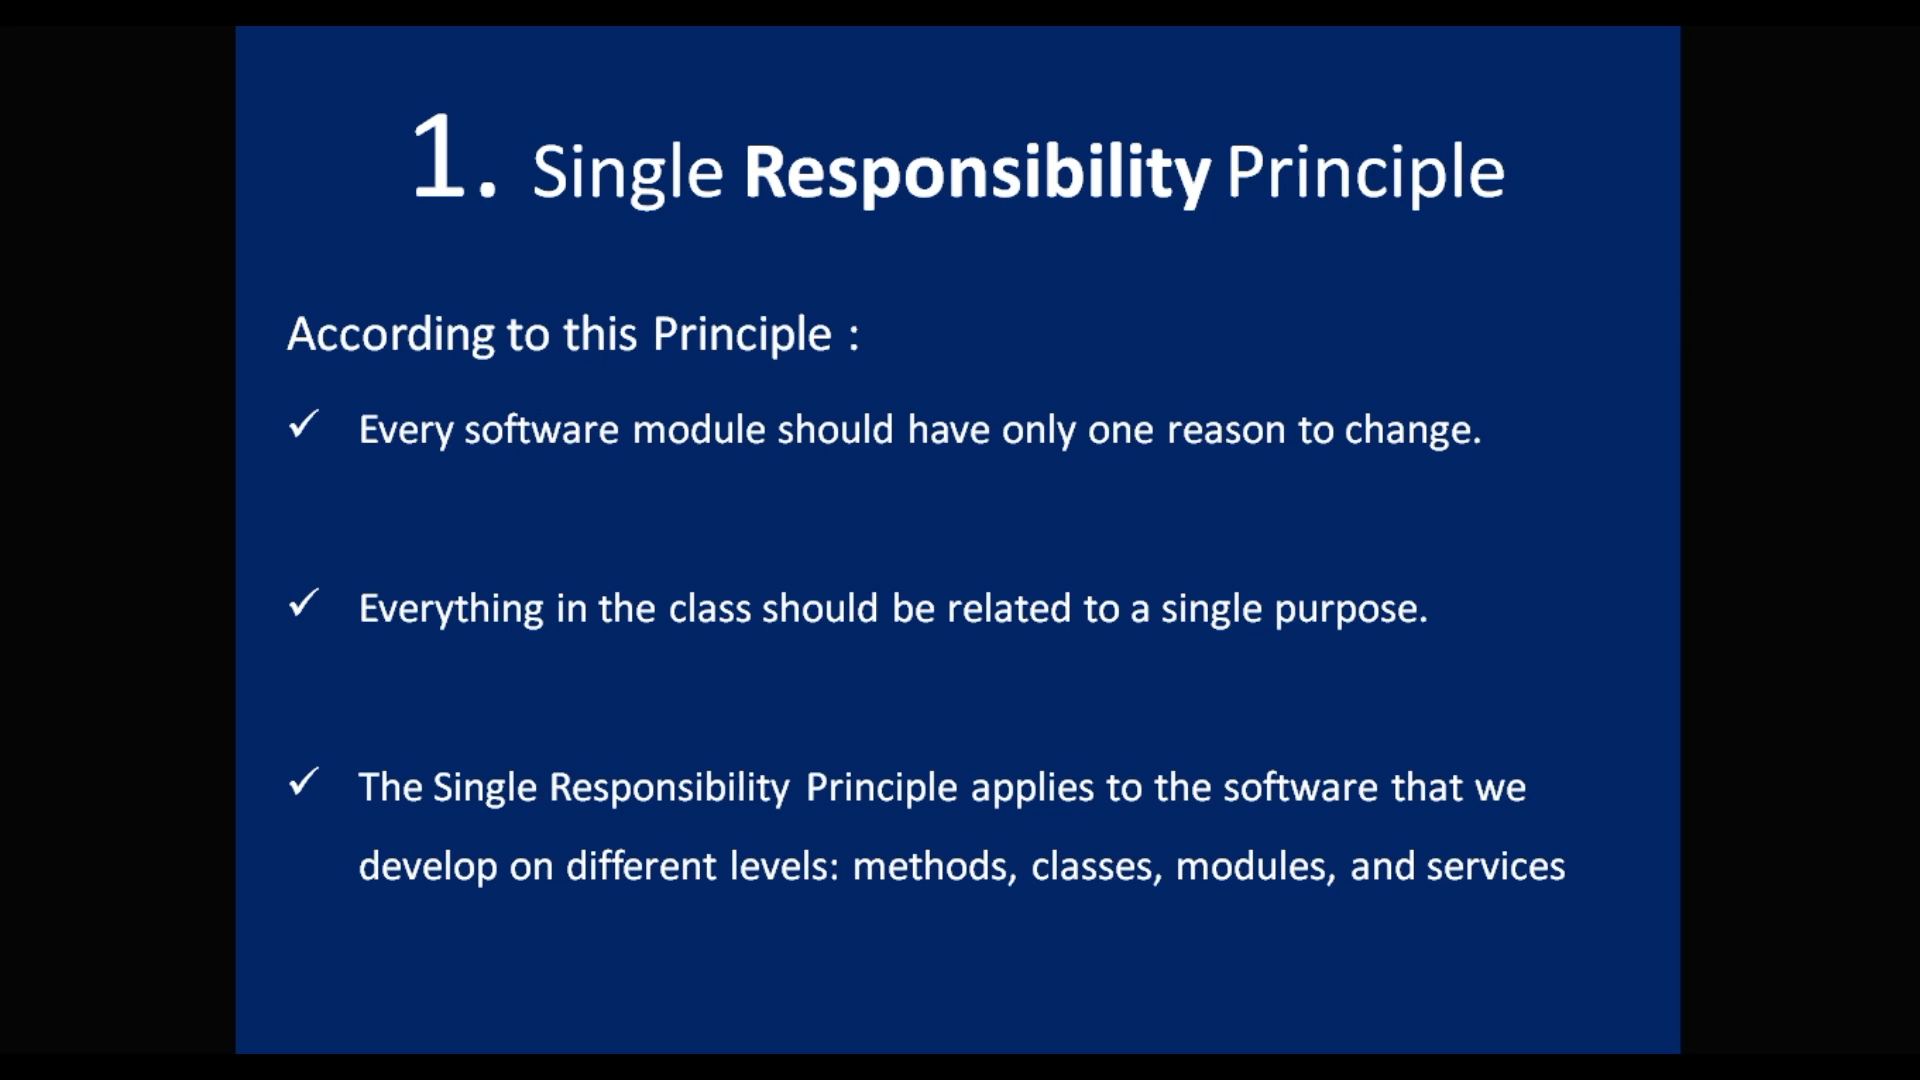 1. Single Responsibility Principle
According to this Principle :
✓ Every software module should have only one reason to change.
✓ Everything in the class should be related to a single purpose.
✓ The Single Responsibility Principle applies to the software that we
develop on different levels: methods, classes, modules, and services